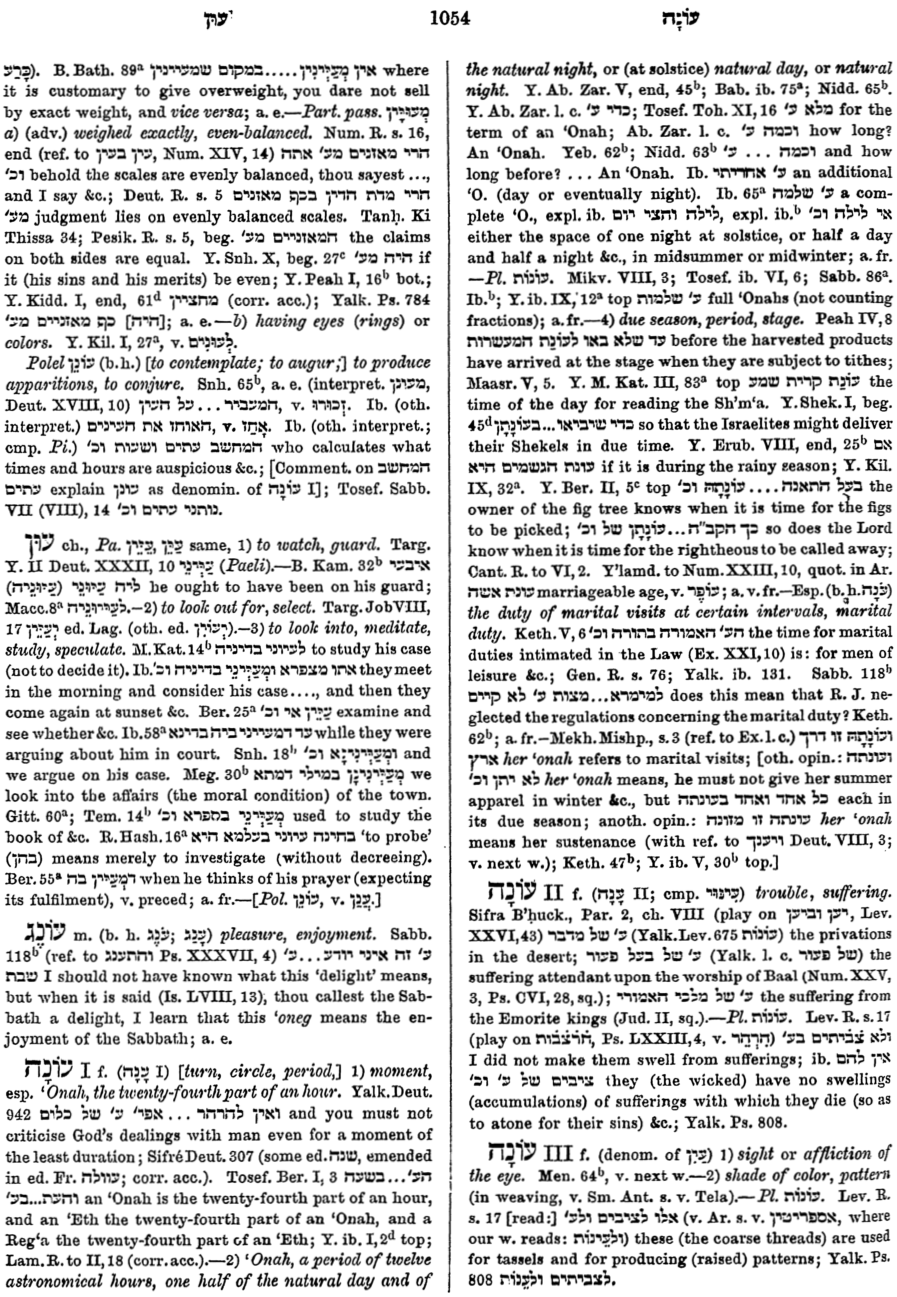 עון 1054 עוֹנָה
כָּרַע). B. Bath. 89ᵃ אין מְעַיְּינִין.....במקום שמעייינין where
it is customary to give overweight, you dare not sell
by exact weight, and vice versa; a. e.—Part. pass. מְעוּיָּין
a) (adv.) weighed exactly, even-balanced. Num. R. s. 16,
end (ref. to עין בעין, Num. XIV, 14) הרי מאזנים מע׳ אתה
וכ׳ behold the scales are evenly balanced, thou sayest ...,
and I say &c.; Deut. R. s. 5 הרי מדת הדין בכף מאזנים
מע׳ judgment lies on evenly balanced scales. Tanḥ. Ki
Thissa 34; Pesik. R. s. 5, beg. המאזניים מע׳ the claims
on both sides are equal. Y. Snh. X, beg. 27ᶜ היה מע׳ if
it (his sins and his merits) be even; Y. Peah I, 16ᵇ bot.;
Y. Kidd. I, end, 61ᵈ מחציין (corr. acc.); Yalk. Ps. 784
[היה] כף מאזניים מע׳; a. e.—b) having eyes (rings) or
colors. Y. Kil. I, 27ᵃ, v. לְעוּנִים.
Polel עוֹנֵן (b. h.) [to contemplate; to augur;] to produce
apparitions, to conjure. Snh. 65ᵇ, a. e. (interpret. מעונן,
Deut. XVIII, 10) המעביר...על העין, v. זְכוּרוּ. Ib. (oth.
interpret.) האוחז את העינים, v. אָחַז. Ib. (oth. interpret.;
cmp. Pi.) המחשב עתים ושעות וכ׳ who calculates what
times and hours are auspicious &c.; [Comment. on המחשב
עתים explain עונן as denomin. of עוֹנָה I]; Tosef. Sabb.
VII (VIII), 14 נותני עתים וכ׳.
עון ch., Pa. עַיֵּן, עַיֵּין same, 1) to watch, guard. Targ.
Y. II Deut. XXXII, 10 עַיְּינֵי (Paeli).—B. Kam. 32ᵇ איבעי
ליה עיוני (עיוניה) he ought to have been on his guard;
Macc. 8ᵃ לעיוניה.—2) to look out for, select. Targ. Job VIII,
17 יְעַיֵּין ed. Lag. (oth. ed. יְעוֹיֵן).—3) to look into, meditate,
study, speculate. M. Kat. 14ᵇ לעיוני בדיניה to study his case
(not to decide it). Ib. אתו מצפרא ומְעַיְּינֵי בדיניה וכ׳ they meet
in the morning and consider his case...., and then they
come again at sunset &c. Ber. 25ᵃ עַיֵּין אי וכ׳ examine and
see whether &c. Ib. 58ᵃ עד דמעייני ביה בדינא while they were
arguing about him in court. Snh. 18ᵇ ומְעַיְּינִינָא וכ׳ and
we argue on his case. Meg. 30ᵇ מְעַיְּינִינָן במילי דמתא we
look into the affairs (the moral condition) of the town.
Gitt. 60ᵃ; Tem. 14ᵇ מְעַיְּינֵי בספרא וכ׳ used to study the
book of &c. R. Hash. 16ᵃ בחינה עיוני בעלמא היא 'to probe'
(בחן) means merely to investigate (without decreeing).
Ber. 55ᵃ דמְעַיֵּין בה when he thinks of his prayer (expecting
its fulfilment), v. preced; a. fr.—[Pol. עוֹנֵן, v. עָנַן.]
עוֹנֶג m. (b. h. עֹנֶג; עָנַג) pleasure, enjoyment. Sabb.
118ᵇ (ref. to והתענג Ps. XXXVII, 4) ע׳ זה איני יודע...ע׳
שבת I should not have known what this 'delight' means,
but when it is said (Is. LVIII, 13), thou callest the Sab-
bath a delight, I learn that this 'oneg means the en-
joyment of the Sabbath; a. e.
עוֹנָה I f. (עָנָה I) [turn, circle, period,] 1) moment,
esp. 'Onah, the twenty-fourth part of an hour. Yalk. Deut.
942 ואין להרהר ... אפי׳ ע׳ של כלום and you must not
criticise God's dealings with man even for a moment of
the least duration; Sifré Deut. 307 (some ed. שנה, emended
in ed. Fr. עוולה; corr. acc.). Tosef. Ber. I, 3 הע׳...בשעה
והעת...בע׳ an 'Onah is the twenty-fourth part of an hour,
and an 'Eth the twenty-fourth part of an 'Onah, and a
Reg'a the twenty-fourth part of an 'Eth; Y. ib. I, 2ᵈ top;
Lam. R. to II, 18 (corr. acc.).—2) 'Onah, a period of twelve
astronomical hours, one half of the natural day and of
the natural night, or (at solstice) natural day, or natural
night. Y. Ab. Zar. V, end, 45ᵇ; Bab. ib. 75ᵃ; Nidd. 65ᵇ.
Y. Ab. Zar. l. c. כדי ע׳; Tosef. Toh. XI, 16 מלא ע׳ for the
term of an 'Onah; Ab. Zar. l. c. וכמה ע׳ how long?
An 'Onah. Yeb. 62ᵇ; Nidd. 63ᵇ וכמה ... ע׳ and how
long before? ... An 'Onah. Ib. ע׳ אחריתי an additional
'O. (day or eventually night). Ib. 65ᵃ ע׳ שלמה a com-
plete 'O., expl. ib. לילה וחצי יום, expl. ib.ᵇ אי לילה וכ׳
either the space of one night at solstice, or half a day
and half a night &c., in midsummer or midwinter; a. fr.
—Pl. עוֹנוֹת. Mikv. VIII, 3; Tosef. ib. VI, 6; Sabb. 86ᵃ.
Ib.ᵇ; Y. ib. IX, 12ᵃ top ע׳ שלמות full 'Onahs (not counting
fractions); a. fr.—4) due season, period, stage. Peah IV, 8
עד שלא באו לעוֹנַת המעשרות before the harvested products
have arrived at the stage when they are subject to tithes;
Maasr. V, 5. Y. M. Kat. III, 83ᵃ top עוֹנַת קרית שמע the
time of the day for reading the Sh'm'a. Y. Shek. I, beg.
45ᵈ כדי שיביאו...בעוֹנָתָן so that the Israelites might deliver
their Shekels in due time. Y. Erub. VIII, end, 25ᵇ אם
עונת הגשמים היא if it is during the rainy season; Y. Kil.
IX, 32ᵃ. Y. Ber. II, 5ᶜ top בעל התאנה....עוֹנָתָהּ וכ׳ the
owner of the fig tree knows when it is time for the figs
to be picked; כך הקב״ה...עוֹנָתָן של וכ׳ so does the Lord
know when it is time for the righteous to be called away;
Cant. R. to VI, 2. Y'lamd. to Num. XXIII, 10, quot. in Ar.
עונת אשה marriageable age, v. עוֹפֶר; a. v. fr.—Esp. (b. h. עֹנָה)
the duty of marital visits at certain intervals, marital
duty. Keth. V, 6 הע׳ האמורה בתורה וכ׳ the time for marital
duties intimated in the Law (Ex. XXI, 10) is: for men of
leisure &c.; Gen. R. s. 76; Yalk. ib. 131. Sabb. 118ᵇ
למימרא...מצות ע׳ לא קיים does this mean that R. J. ne-
glected the regulations concerning the marital duty? Keth.
62ᵇ; a. fr.—Mekh. Mishp., s. 3 (ref. to Ex. l. c.) ועוֹנָתָהּ זו דרך
ארץ her 'onah refers to marital visits; [oth. opin.: ועונתה
לא יתן וכ׳ her 'onah means, he must not give her summer
apparel in winter &c., but כל אחד ואחד בעונתה each in
its due season; anoth. opin.: עונתה זו מזונה her 'onah
means her sustenance (with ref. to ויענך Deut. VIII, 3;
v. next w.); Keth. 47ᵇ; Y. ib. V, 30ᵇ top.]
עוֹנָה II f. (עָנָה II; cmp. עִינּוּי) trouble, suffering.
Sifra B'ḥuck., Par. 2, ch. VIII (play on יען וביען, Lev.
XXVI, 43) ע׳ של מדבר (Yalk. Lev. 675 עוֹנוֹת) the privations
in the desert; ע׳ של בעל פעור (Yalk. l. c. של פעור) the
suffering attendant upon the worship of Baal (Num. XXV,
3, Ps. CVI, 28, sq.); ע׳ של מלכי האמורי the suffering from
the Emorite kings (Jud. II, sq.).—Pl. עוֹנוֹת. Lev. R. s. 17
(play on חַרְצֻבּוֹת, Ps. LXXIII, 4, v. הִרְהֵר) ולא צביתים בע׳
I did not make them swell from sufferings; ib. אין להם
ציבים של ע׳ וכ׳ they (the wicked) have no swellings
(accumulations) of sufferings with which they die (so as
to atone for their sins) &c.; Yalk. Ps. 808.
עוֹנָה III f. (denom. of עַיִן) 1) sight or affliction of
the eye. Men. 64ᵇ, v. next w.—2) shade of color, pattern
(in weaving, v. Sm. Ant. s. v. Tela).—Pl. עוֹנוֹת. Lev. R.
s. 17 [read:] אלו לציבים ולע׳ (v. Ar. s. v. אספריטין, where
our w. reads: ולְעֵינוֹת) these (the coarse threads) are used
for tassels and for producing (raised) patterns; Yalk. Ps.
808 לצביתים ולְעֻנּוֹת.